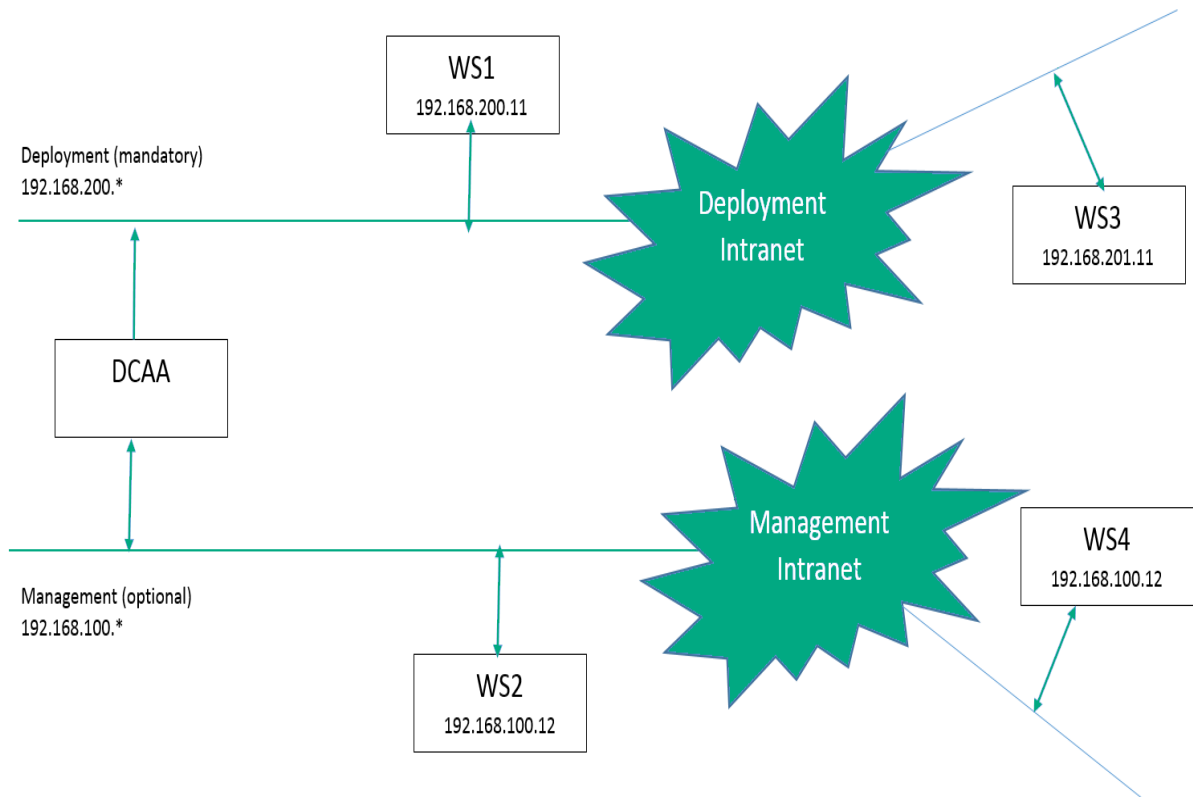 WS1
192.168.200.11
Deployment (mandatory)
192.168.200.*
Deployment
Intranet
WS3
192.168.201.11
DCAA
Management
Intranet
WS4
192.168.100.12
Management (optional)
192.168.100.*
WS2
192.168.100.12